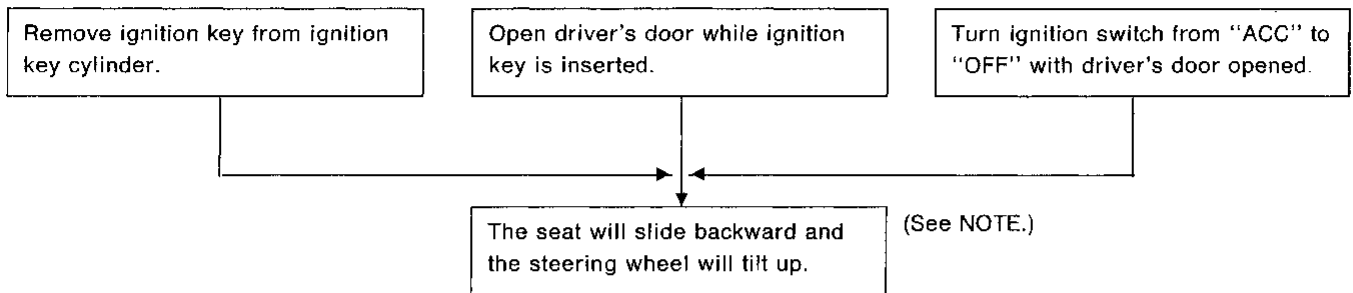 Remove ignition key from ignition
key cylinder.
Open driver's door while ignition
key is inserted.
Turn ignition switch from "ACC" to
"OFF" with driver's door opened.
The seat will slide backward and
the steering wheel will tilt up.
(See NOTE.)